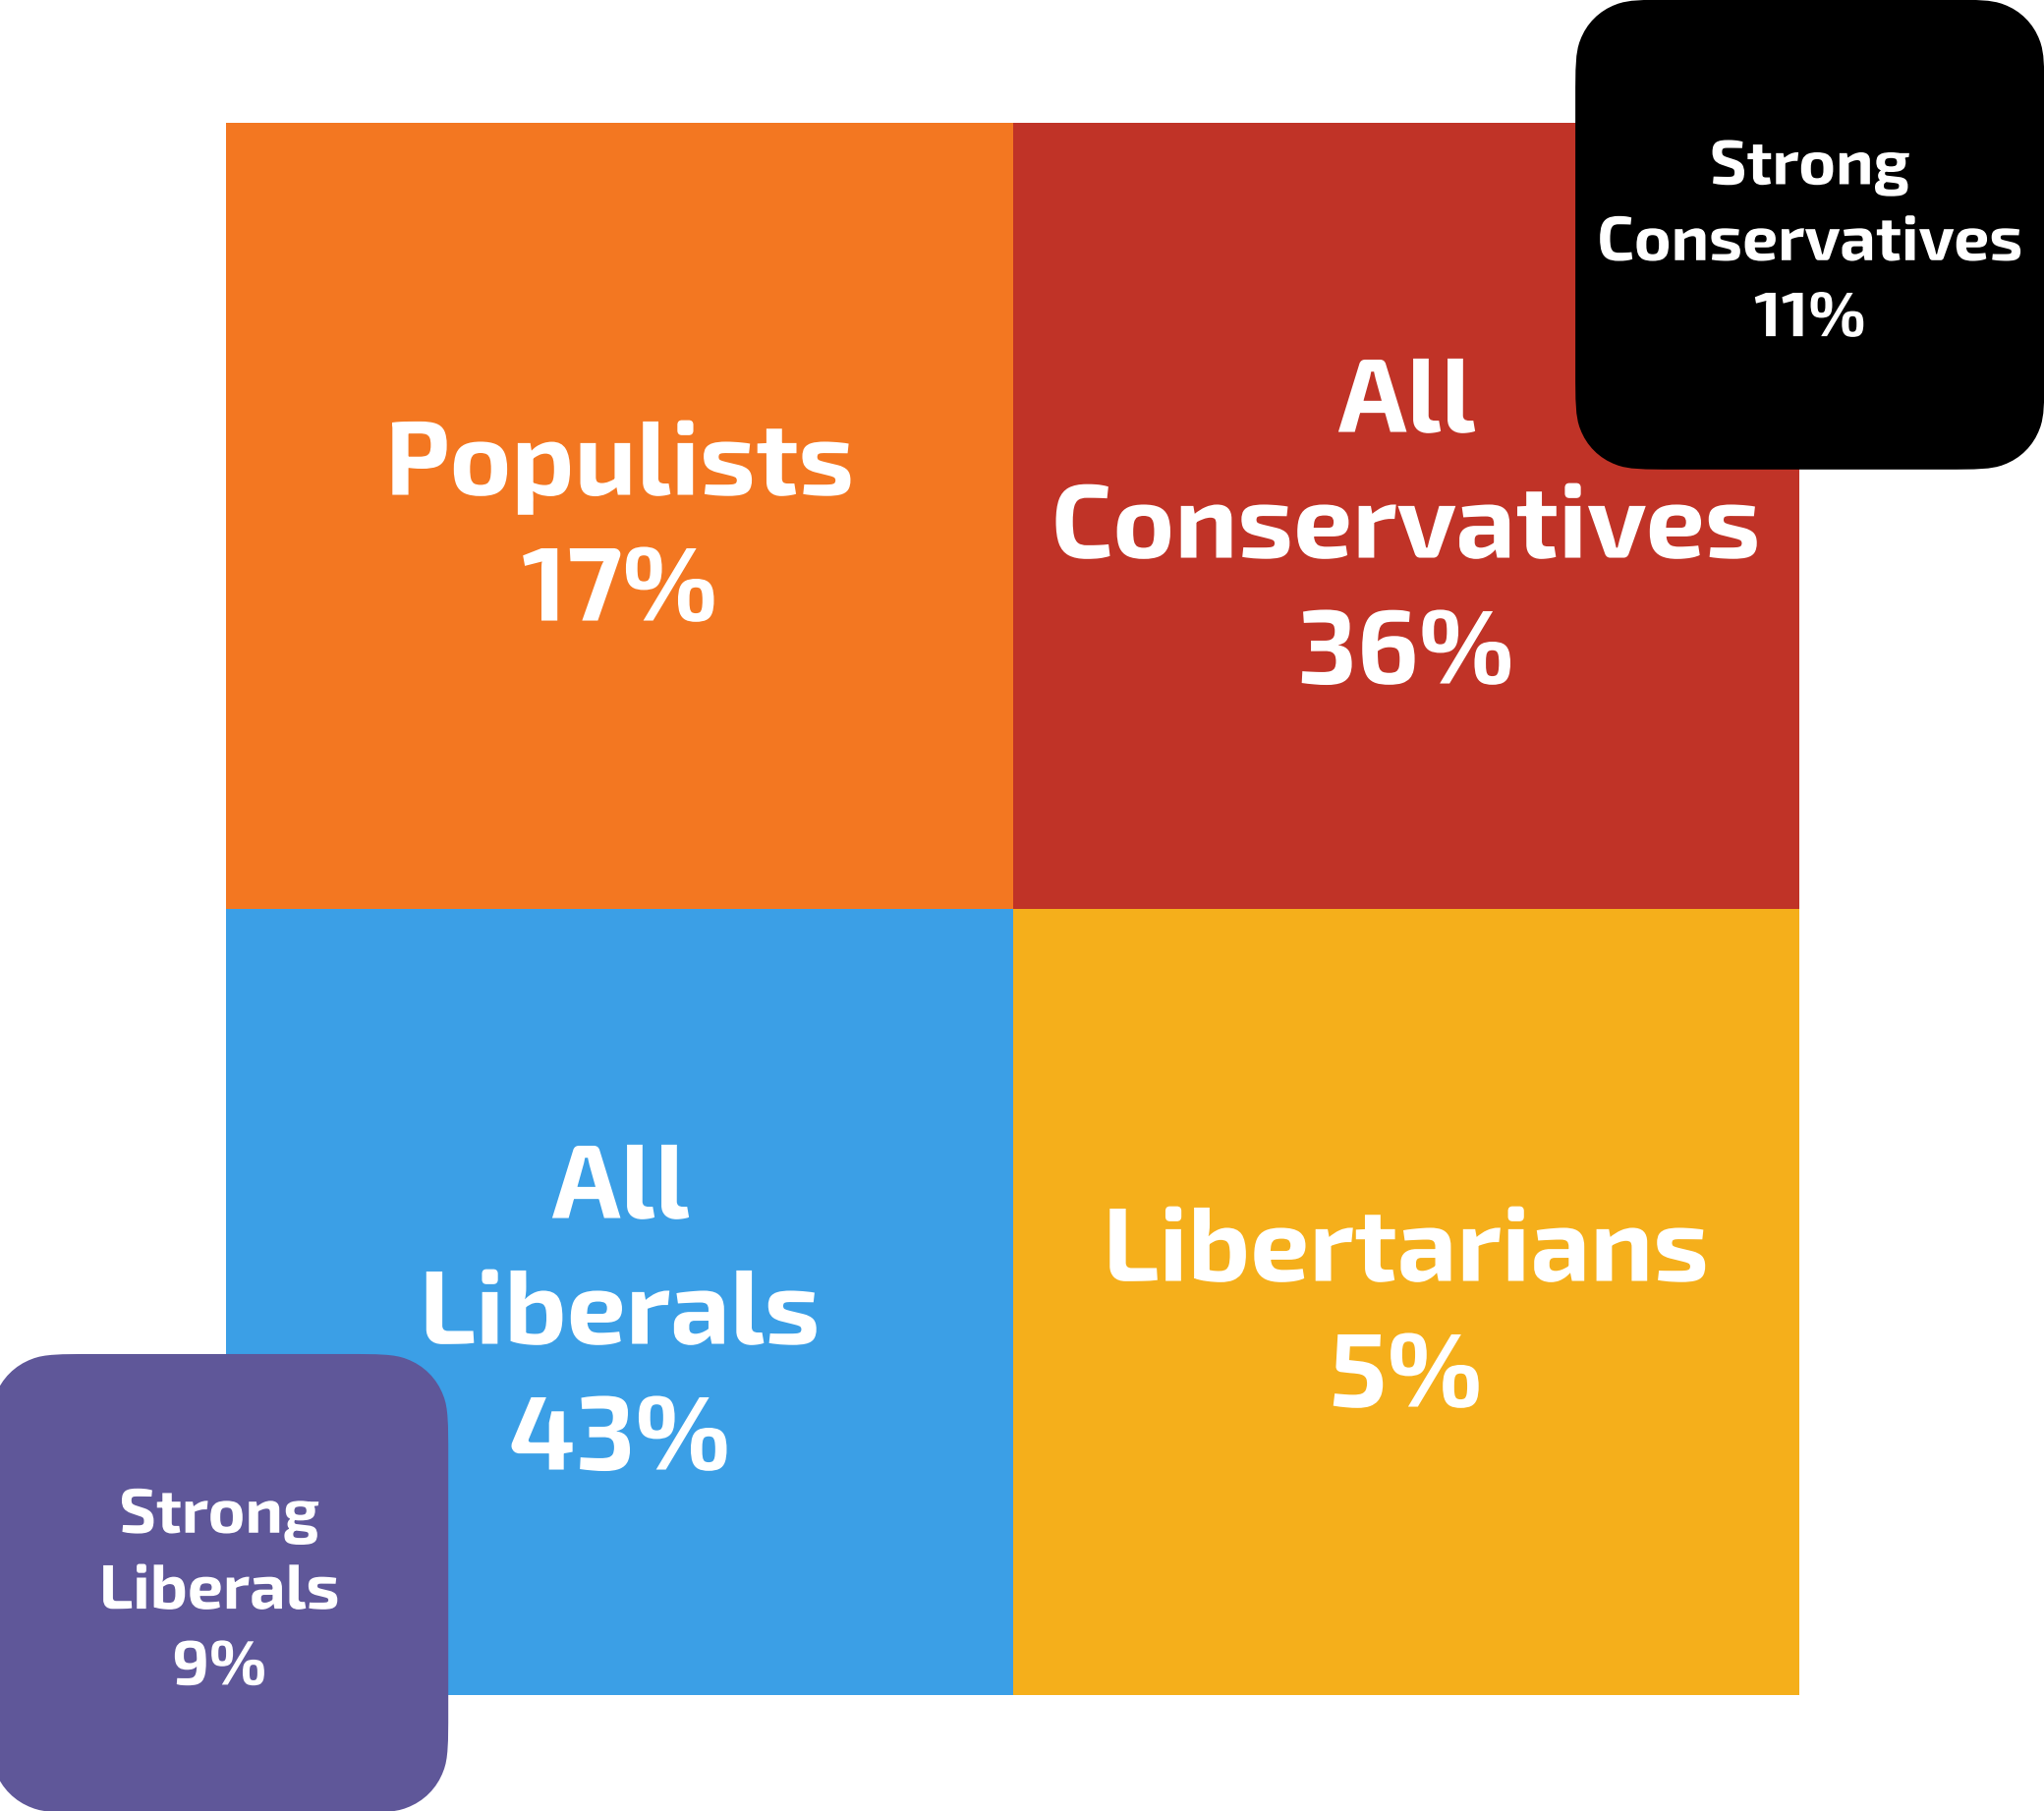 Strong
Conservatives
11%
Populists
17%
All
Conservatives
36%
All
Liberals
43%
Libertarians
5%
Strong
Liberals
9%